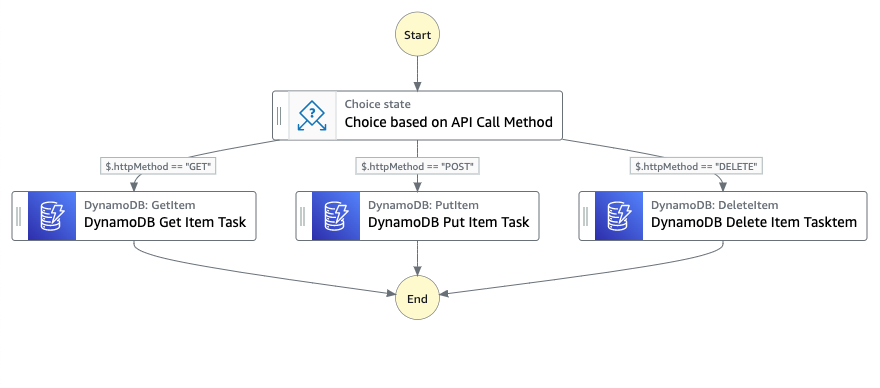 Start
Choice state
Choice based on API Call Method
$.httpMethod == "GET"
$.httpMethod == "POST"
$.httpMethod == "DELETE"
DynamoDB: GetItem
DynamoDB Get Item Task
DynamoDB: PutItem
DynamoDB Put Item Task
DynamoDB: DeleteItem
DynamoDB Delete Item Tasktem
End